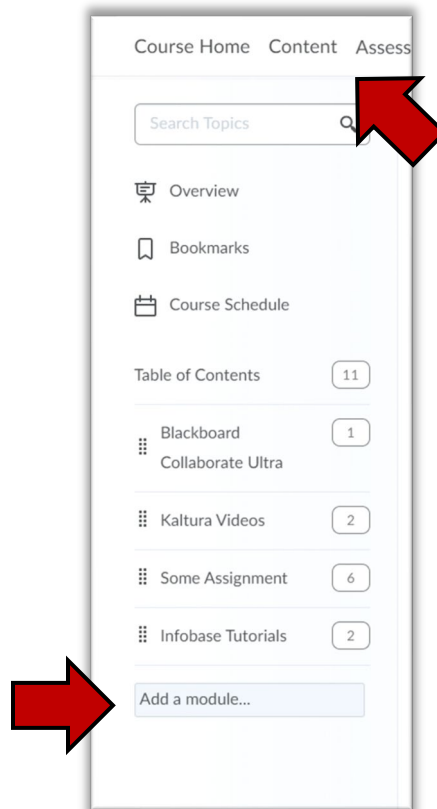 Course Home Content Assess
Search Topics
Overview
Bookmarks
Course Schedule
Table of Contents 11
Blackboard 1
Collaborate Ultra
Kaltura Videos 2
Some Assignment 6
Infobase Tutorials 2
Add a module...